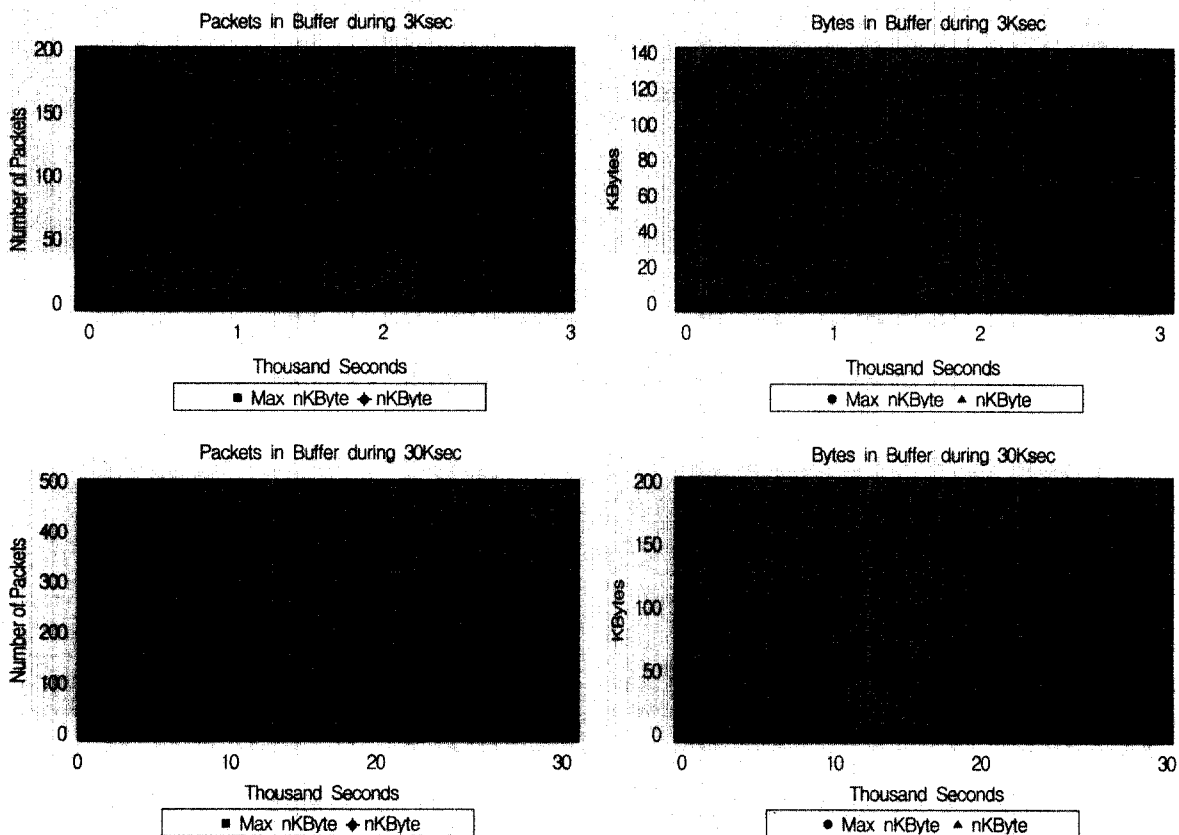 Packets in Buffer during 3Ksec
200
150
100
50
0
Number of Packets
0 1 2 3
Thousand Seconds
■ Max nKByte ◆ nKByte
Bytes in Buffer during 3Ksec
140
120
100
80
60
40
20
0
KBytes
0 1 2 3
Thousand Seconds
● Max nKByte ▲ nKByte
Packets in Buffer during 30Ksec
500
400
300
200
100
0
Number of Packets
0 10 20 30
Thousand Seconds
■ Max nKByte ◆ nKByte
Bytes in Buffer during 30Ksec
200
150
100
50
0
KBytes
0 10 20 30
Thousand Seconds
● Max nKByte ▲ nKByte